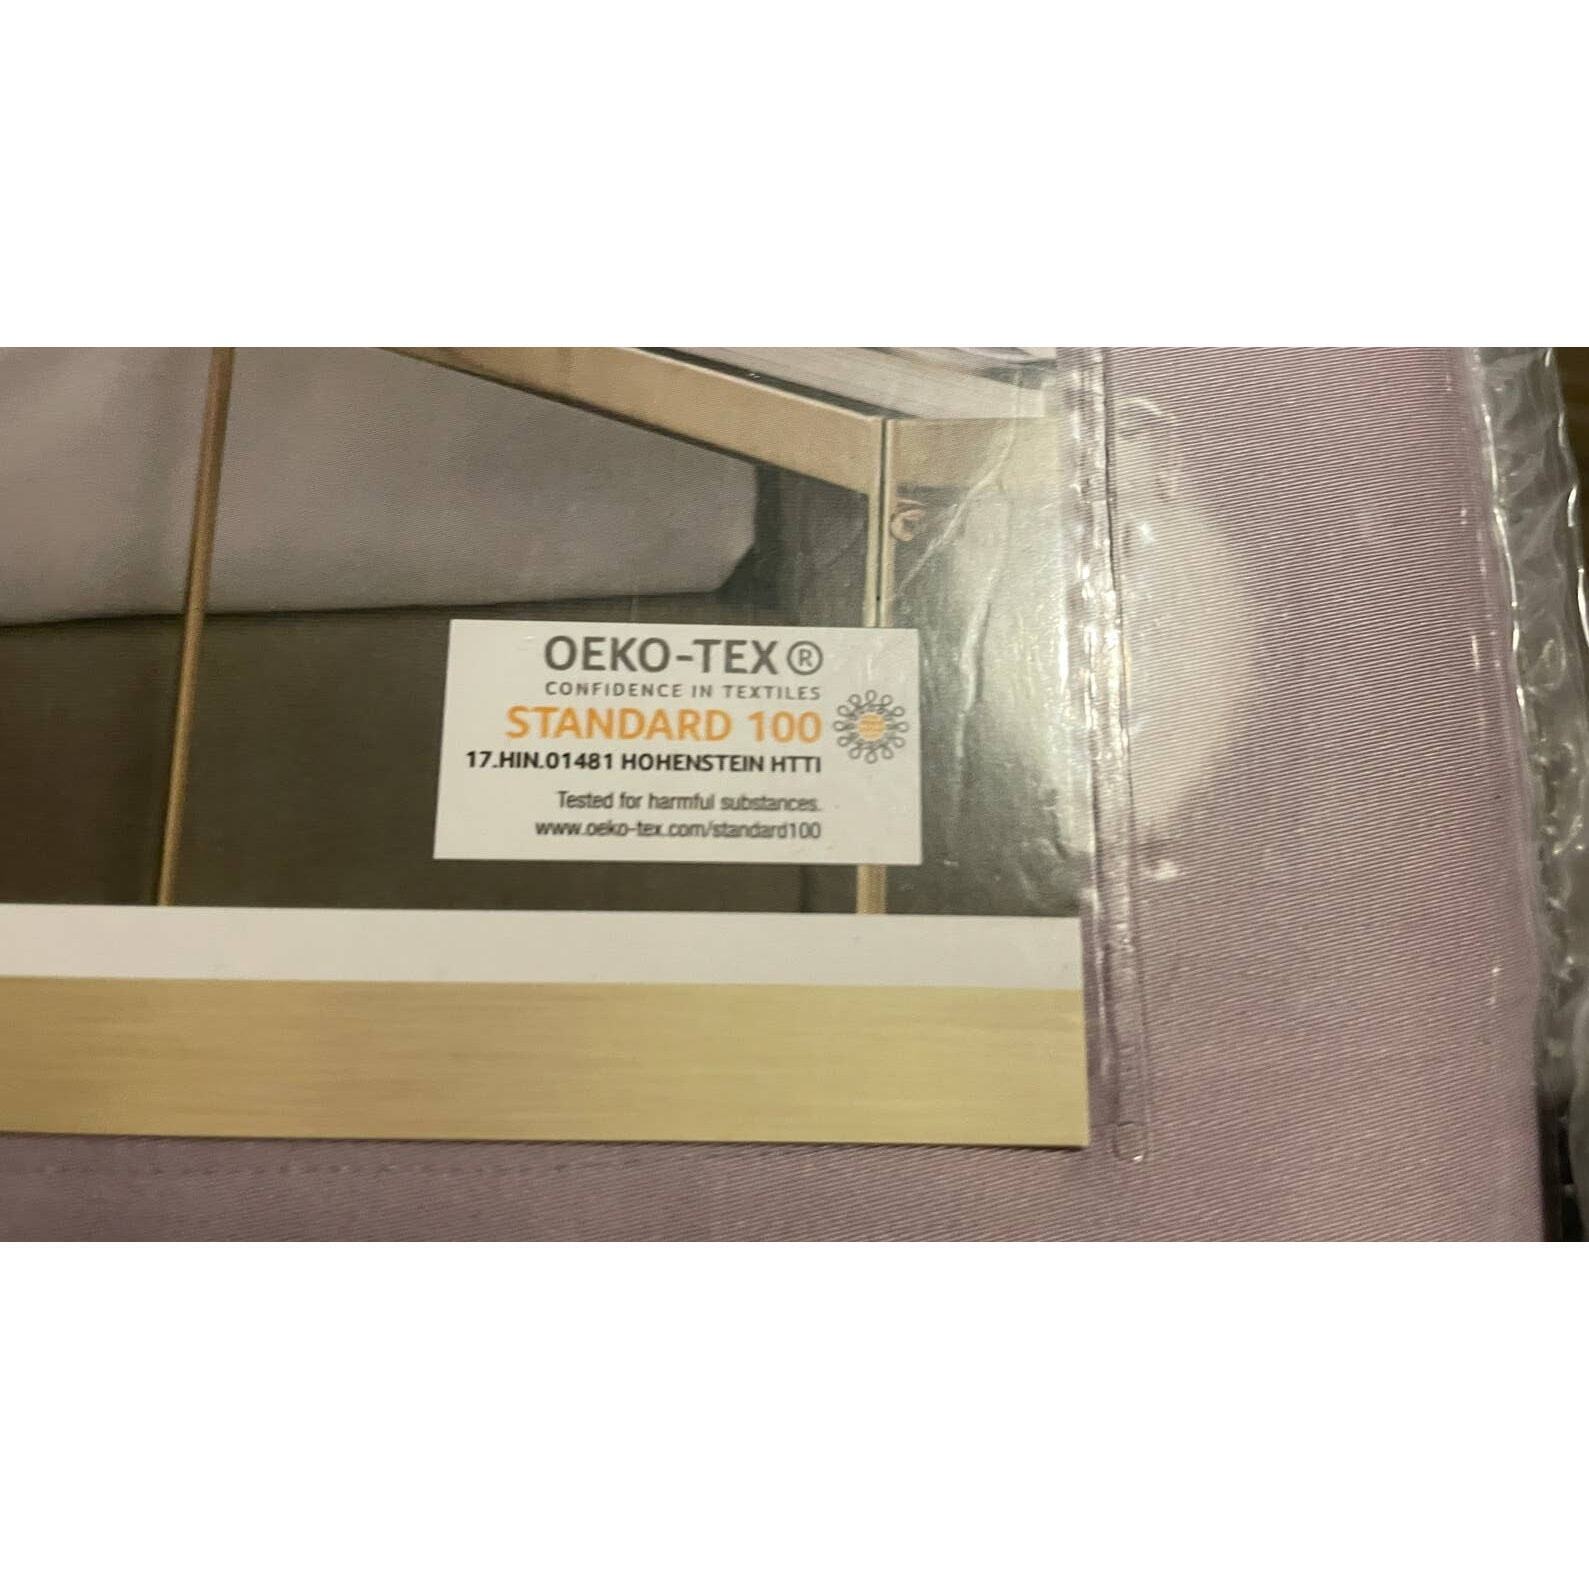 OEKO-TEX®
CONFIDENCE IN TEXTILES
STANDARD 100
17.HIN.01481 HOHENSTEIN HTTI
Tested for harmful substances.
www.oeko-tex.com/standard100